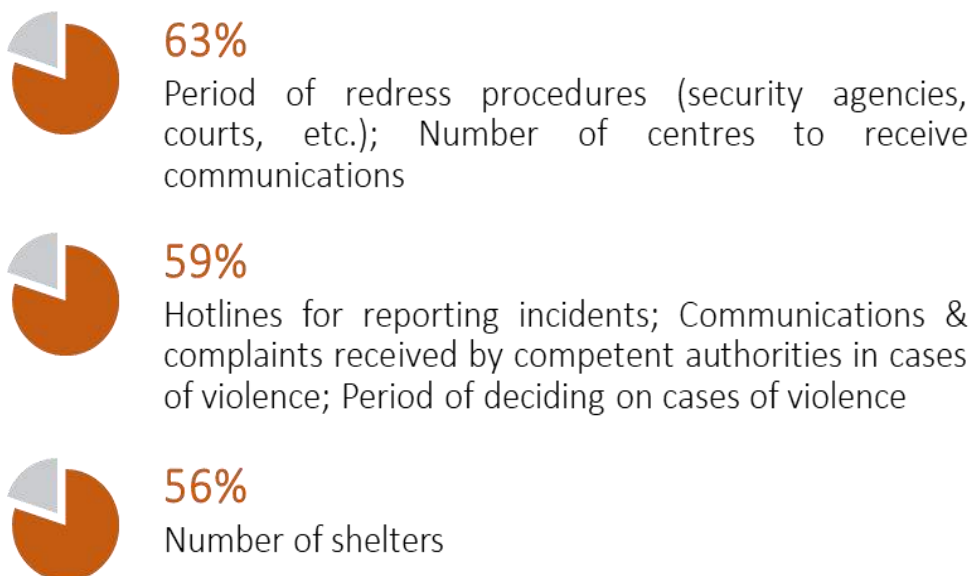 63%
Period of redress procedures (security agencies,
courts, etc.); Number of centres to receive
communications
59%
Hotlines for reporting incidents; Communications &
complaints received by competent authorities in cases
of violence; Period of deciding on cases of violence
56%
Number of shelters